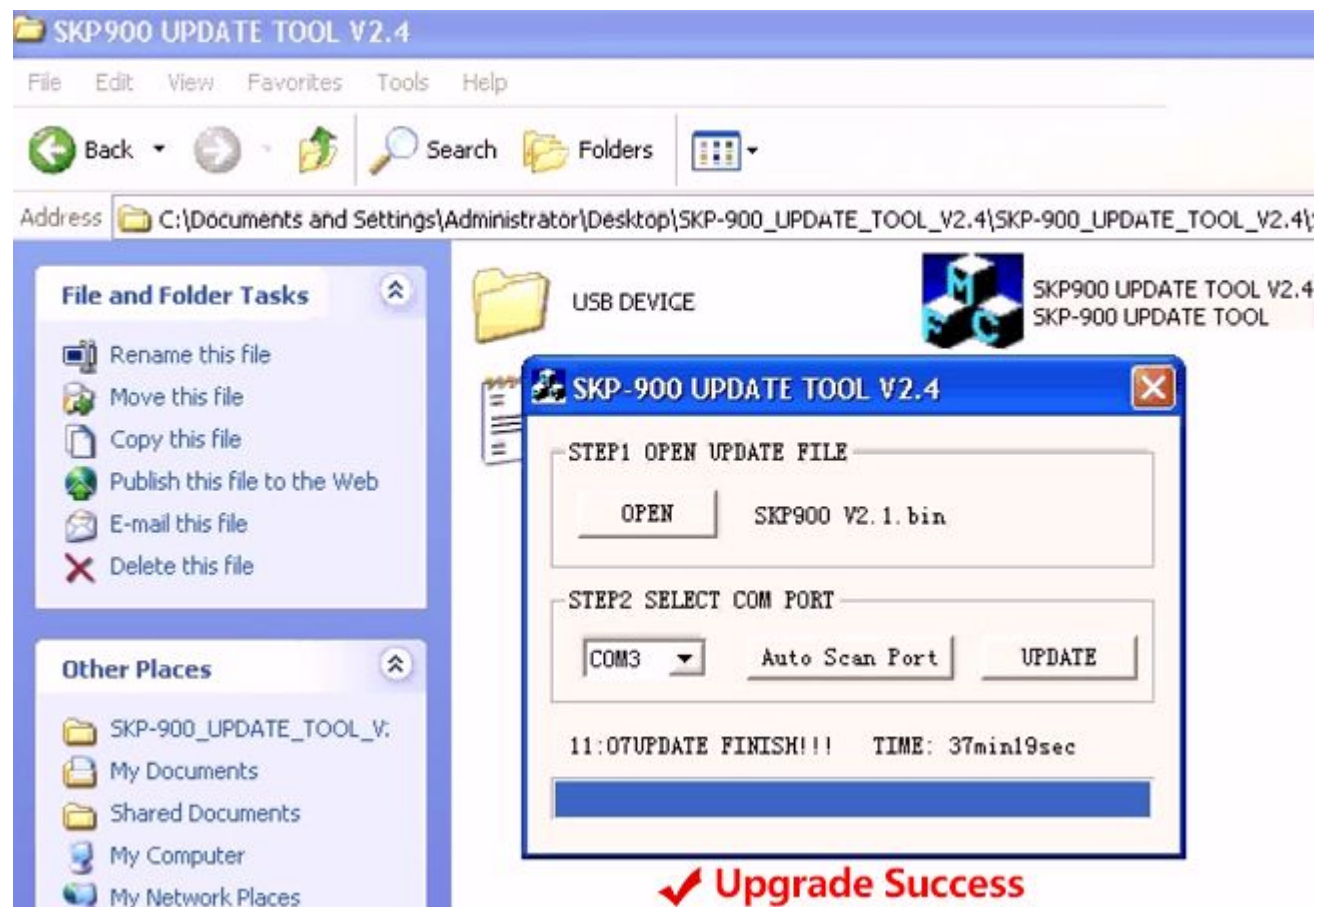 SKP900 UPDATE TOOL V2.4
File Edit View Favorites Tools Help
Back Search Folders
Address C:\Documents and Settings\Administrator\Desktop\SKP-900_UPDATE_TOOL_V2.4\SKP-900_UPDATE_TOOL_V2.4\
File and Folder Tasks
Rename this file
Move this file
Copy this file
Publish this file to the Web
E-mail this file
Delete this file
Other Places
SKP-900_UPDATE_TOOL_V:
My Documents
Shared Documents
My Computer
My Network Places
USB DEVICE
MFC
SKP900 UPDATE TOOL V2.4
SKP-900 UPDATE TOOL
SKP-900 UPDATE TOOL V2.4
STEP1 OPEN UPDATE FILE
OPEN SKP900 V2.1.bin
STEP2 SELECT COM PORT
COM3 Auto Scan Port UPDATE
11:07UPDATE FINISH!!! TIME: 37min19sec
Upgrade Success